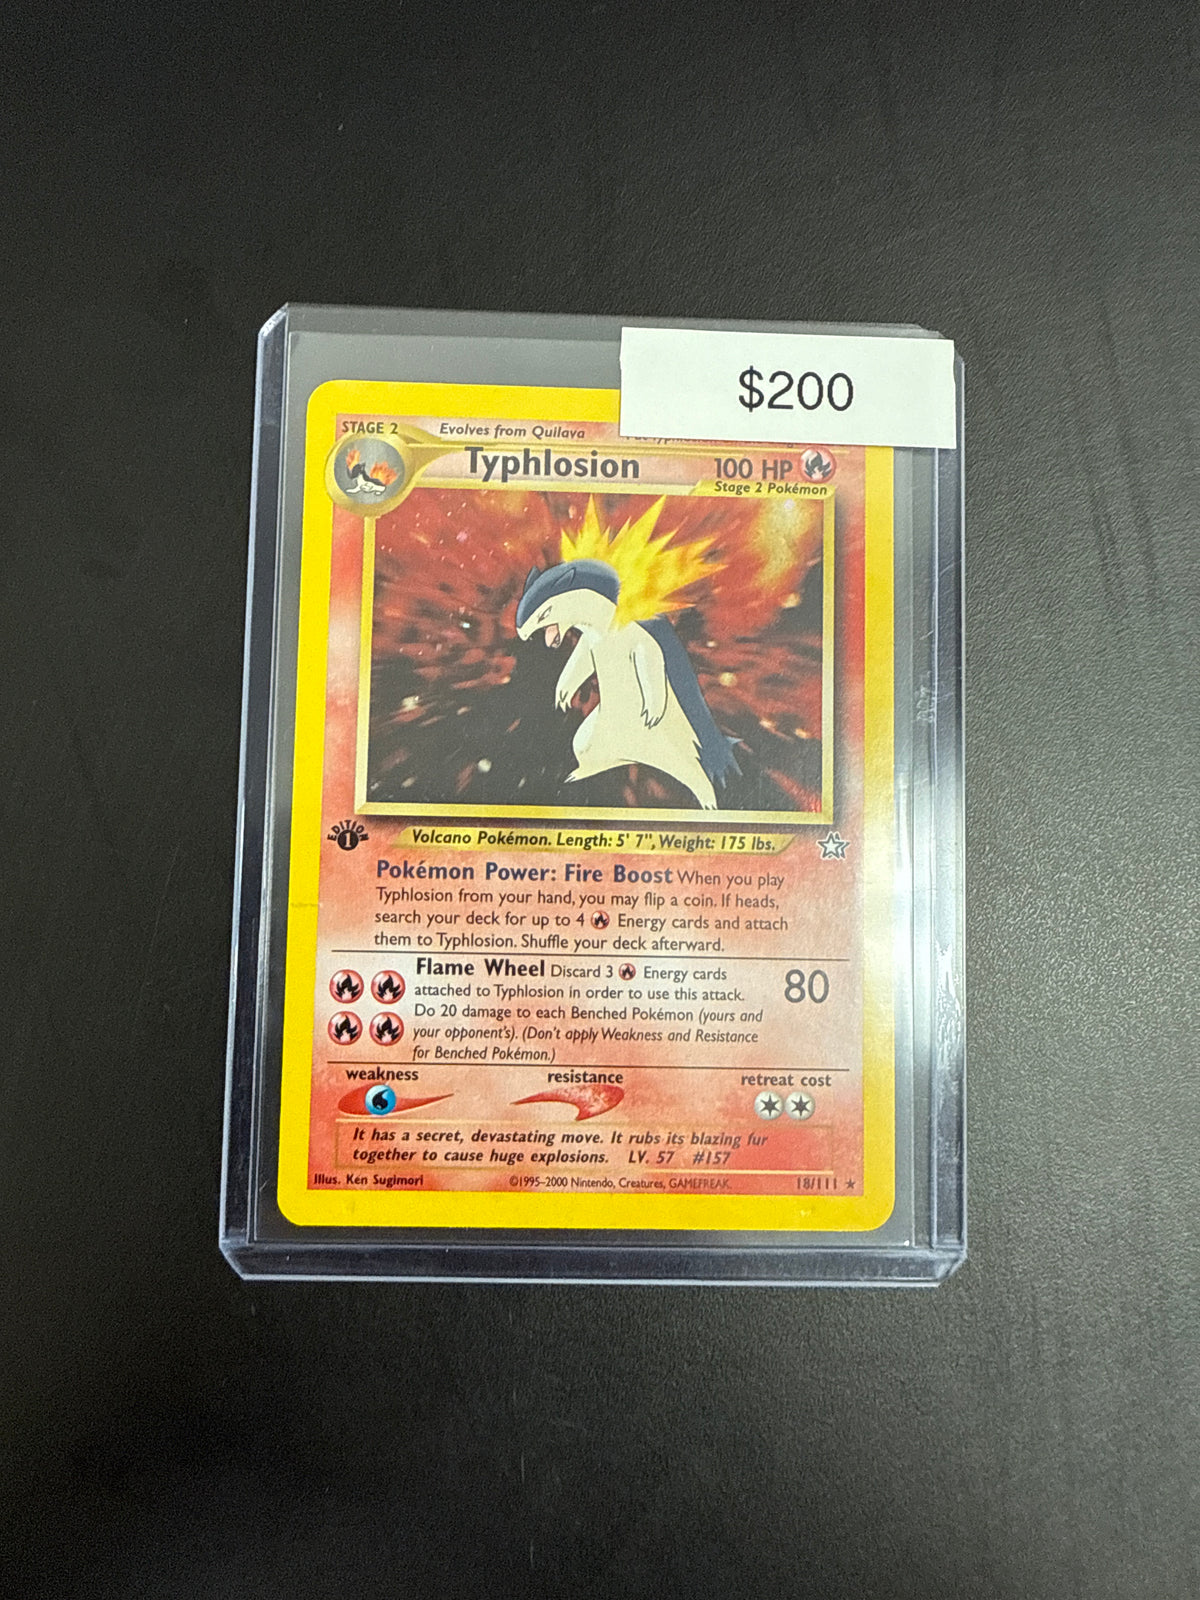 $200
STAGE 2
Evolves from Quilava
Typhlosion
100 HP
Stage 2 Pokémon
EDITION
1
Volcano Pokémon. Length: 5' 7", Weight: 175 lbs.
Pokémon Power: Fire Boost When you play
Typhlosion from your hand, you may flip a coin. If heads,
search your deck for up to 4 Energy cards and attach
them to Typhlosion. Shuffle your deck afterward.
Flame Wheel Discard 3 Energy cards
attached to Typhlosion in order to use this attack.
Do 20 damage to each Benched Pokémon (yours and
your opponent's). (Don't apply Weakness and Resistance
for Benched Pokémon.)
80
weakness
resistance
retreat cost
It has a secret, devastating move. It rubs its blazing fur
together to cause huge explosions. LV. 57 #157
Illus. Ken Sugimori
©1995-2000 Nintendo, Creatures, GAMEFREAK.
18/111